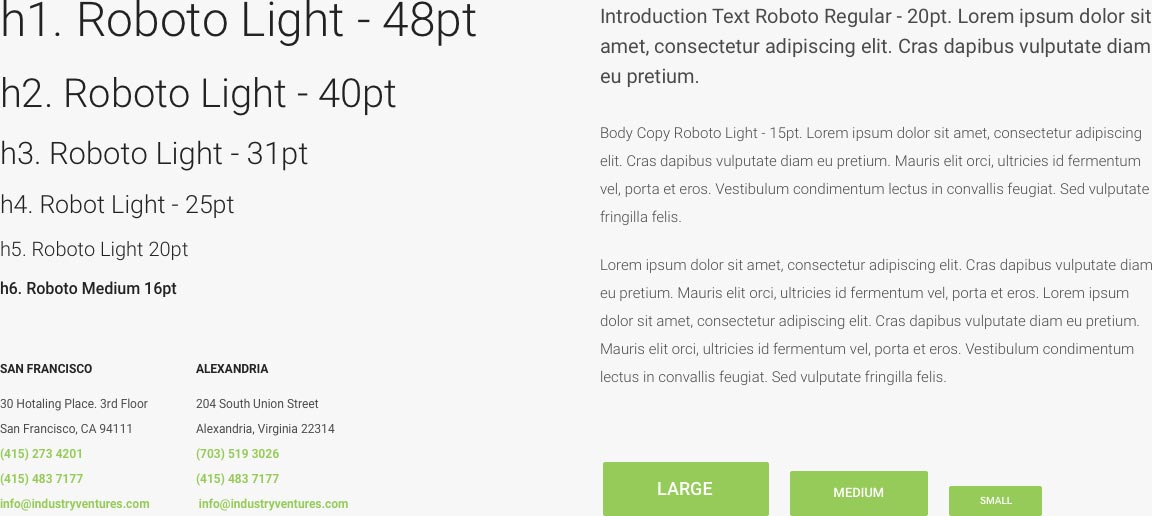 h1. Roboto Light - 48pt
h2. Roboto Light - 40pt
h3. Roboto Light - 31pt
h4. Robot Light - 25pt
h5. Roboto Light 20pt
h6. Roboto Medium 16pt
SAN FRANCISCO
30 Hotaling Place. 3rd Floor
San Francisco, CA 94111
(415) 273 4201
(415) 483 7177
info@industryventures.com
ALEXANDRIA
204 South Union Street
Alexandria, Virginia 22314
(703) 519 3026
(415) 483 7177
info@industryventures.com
Introduction Text Roboto Regular - 20pt. Lorem ipsum dolor sit
amet, consectetur adipiscing elit. Cras dapibus vulputate diam
eu pretium.
Body Copy Roboto Light - 15pt. Lorem ipsum dolor sit amet, consectetur adipiscing
elit. Cras dapibus vulputate diam eu pretium. Mauris elit orci, ultricies id fermentum
vel, porta et eros. Vestibulum condimentum lectus in convallis feugiat. Sed vulputate
fringilla felis.
Lorem ipsum dolor sit amet, consectetur adipiscing elit. Cras dapibus vulputate diam
eu pretium. Mauris elit orci, ultricies id fermentum vel, porta et eros. Lorem ipsum
dolor sit amet, consectetur adipiscing elit. Cras dapibus vulputate diam eu pretium.
Mauris elit orci, ultricies id fermentum vel, porta et eros. Vestibulum condimentum
lectus in convallis feugiat. Sed vulputate fringilla felis.
LARGE
MEDIUM
SMALL